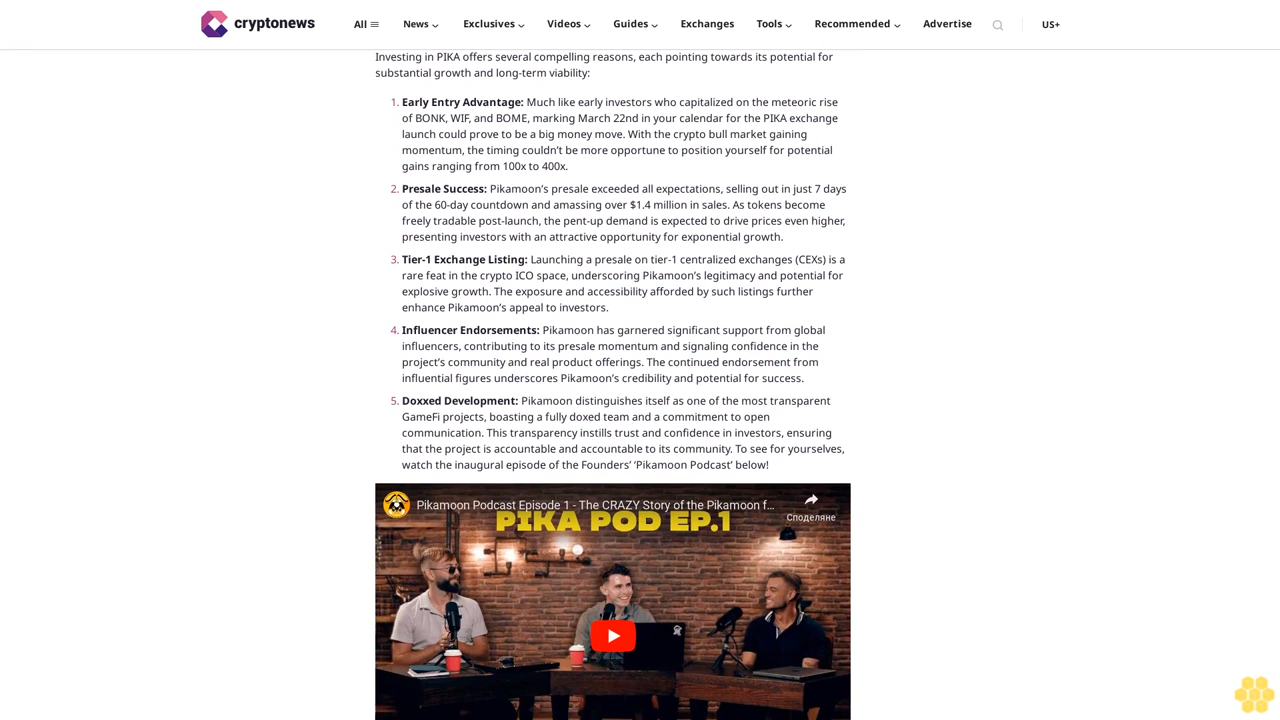 cryptonews
All
News
Exclusives
Videos
Guides
Exchanges
Tools
Recommended
Advertise
US+
Investing in PIKA offers several compelling reasons, each pointing towards its potential for
substantial growth and long-term viability:
1. Early Entry Advantage: Much like early investors who capitalized on the meteoric rise
of BONK, WIF, and BOME, marking March 22nd in your calendar for the PIKA exchange
launch could prove to be a big money move. With the crypto bull market gaining
momentum, the timing couldn’t be more opportune to position yourself for potential
gains ranging from 100x to 400x.
2. Presale Success: Pikamoon’s presale exceeded all expectations, selling out in just 7 days
of the 60-day countdown and amassing over $1.4 million in sales. As tokens become
freely tradable post-launch, the pent-up demand is expected to drive prices even higher,
presenting investors with an attractive opportunity for exponential growth.
3. Tier-1 Exchange Listing: Launching a presale on tier-1 centralized exchanges (CEXs) is a
rare feat in the crypto ICO space, underscoring Pikamoon’s legitimacy and potential for
explosive growth. The exposure and accessibility afforded by such listings further
enhance Pikamoon’s appeal to investors.
4. Influencer Endorsements: Pikamoon has garnered significant support from global
influencers, contributing to its presale momentum and signaling confidence in the
project’s community and real product offerings. The continued endorsement from
influential figures underscores Pikamoon’s credibility and potential for success.
5. Doxxed Development: Pikamoon distinguishes itself as one of the most transparent
GameFi projects, boasting a fully doxed team and a commitment to open
communication. This transparency instills trust and confidence in investors, ensuring
that the project is accountable and accountable to its community. To see for yourselves,
watch the inaugural episode of the Founders’ ‘Pikamoon Podcast’ below!
Pikamoon Podcast Episode 1 - The CRAZY Story of the Pikamoon f...
Споделяне
PIKA POD EP.1